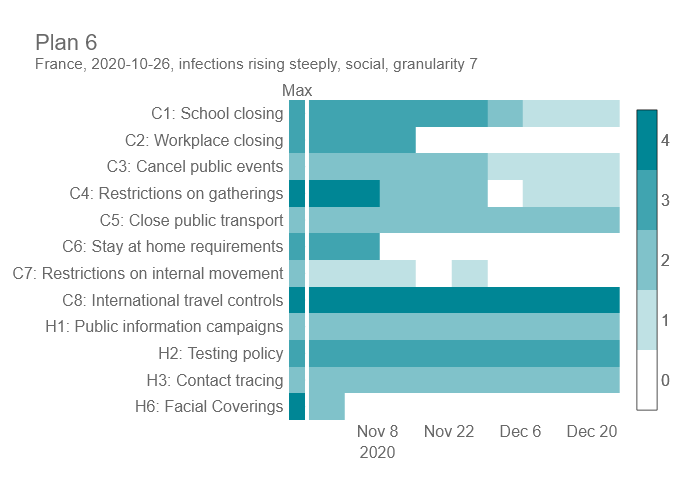 Plan 6
France, 2020-10-26, infections rising steeply, social, granularity 7
Max
C1: School closing
C2: Workplace closing
C3: Cancel public events
C4: Restrictions on gatherings
C5: Close public transport
C6: Stay at home requirements
C7: Restrictions on internal movement
C8: International travel controls
H1: Public information campaigns
H2: Testing policy
H3: Contact tracing
H6: Facial Coverings
4
3
2
1
0
Nov 8 Nov 22 Dec 6 Dec 20
2020